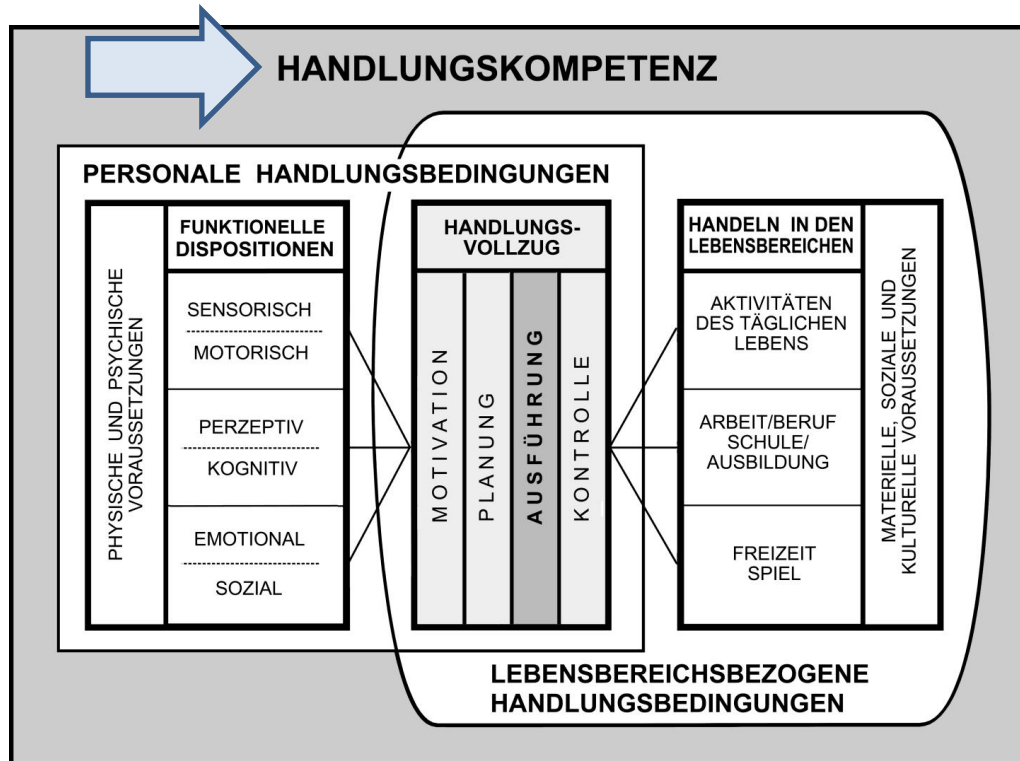 HANDLUNGSKOMPETENZ
PERSONALE HANDLUNGSBEDINGUNGEN
PHYSISCHE UND PSYCHISCHE
VORAUSSETZUNGEN
FUNKTIONELLE
DISPOSITIONEN
SENSORISCH
MOTORISCH
PERZEPTIV
KOGNITIV
EMOTIONAL
SOZIAL
HANDLUNGS-
VOLLZUG
MOTIVATION
PLANUNG
AUSFÜHRUNG
KONTROLLE
HANDELN IN DEN
LEBENSBEREICHEN
AKTIVITÄTEN
DES TÄGLICHEN
LEBENS
ARBEIT/BERUF
SCHULE/
AUSBILDUNG
FREIZEIT
SPIEL
MATERIELLE, SOZIALE UND
KULTURELLE VORAUSSETZUNGEN
LEBENSBEREICHSBEZOGENE
HANDLUNGSBEDINGUNGEN